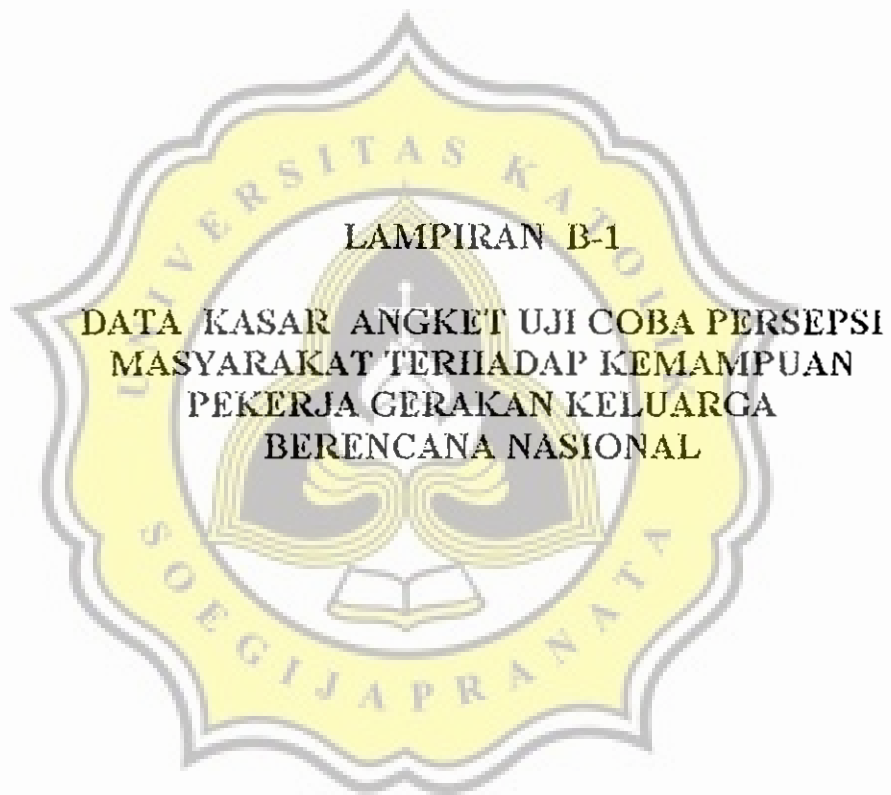 LAMPIRAN B-1
DATA KASAR ANGKET UJI COBA PERSEPSI
MASYARAKAT TERHADAP KEMAMPUAN
PEKERJA GERAKAN KELUARGA
BERENCANA NASIONAL
UNIVERSITAS KATOLIK
SOEGIJAPRANATA